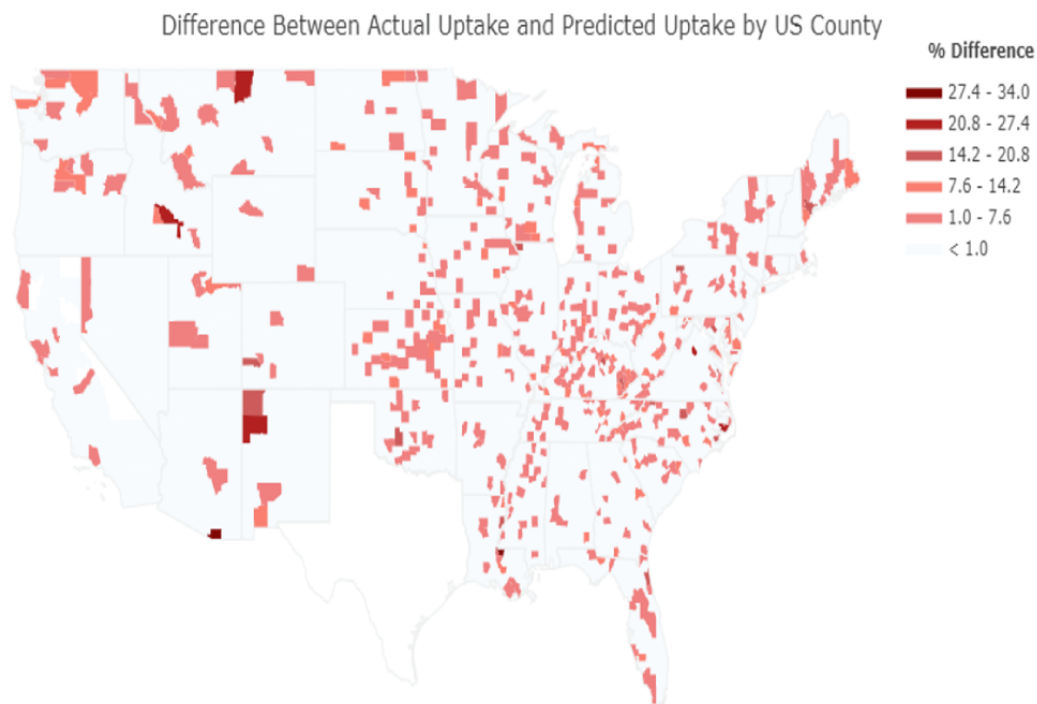 Difference Between Actual Uptake and Predicted Uptake by US County
% Difference
27.4 - 34.0
20.8 - 27.4
14.2 - 20.8
7.6 - 14.2
1.0 - 7.6
< 1.0